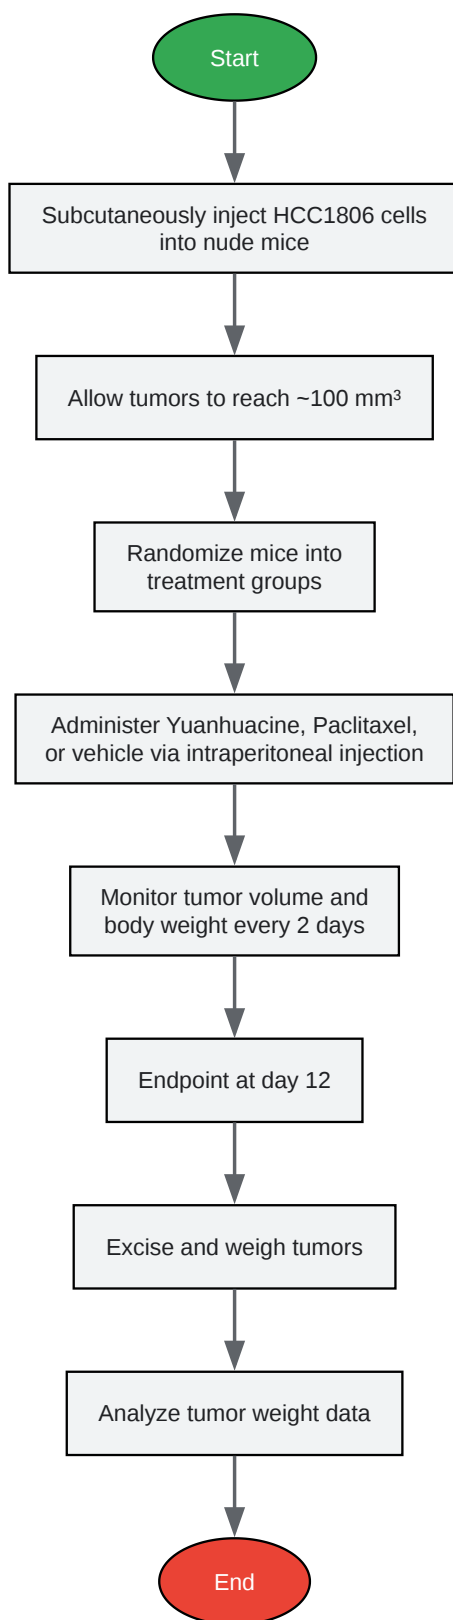 Start
Subcutaneously inject HCC1806 cells
into nude mice
Allow tumors to reach ~100 mm³
Randomize mice into
treatment groups
Administer Yuanhuacine, Paclitaxel,
or vehicle via intraperitoneal injection
Monitor tumor volume and
body weight every 2 days
Endpoint at day 12
Excise and weigh tumors
Analyze tumor weight data
End